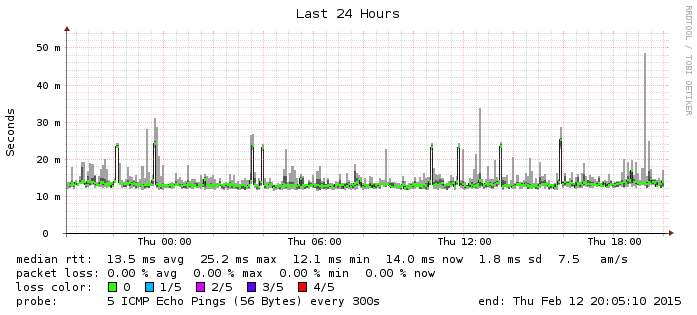 Last 24 Hours
RRDTOOL / TOBI OETIKER
Seconds
50 m
40 m
30 m
20 m
10 m
0
Thu 00:00 Thu 06:00 Thu 12:00 Thu 18:00
median rtt: 13.5 ms avg 25.2 ms max 12.1 ms min 14.0 ms now 1.8 ms sd 7.5 am/s
packet loss: 0.00 % avg 0.00 % max 0.00 % min 0.00 % now
loss color: 0 1/5 2/5 3/5 4/5
probe: 5 ICMP Echo Pings (56 Bytes) every 300s end: Thu Feb 12 20:05:10 2015